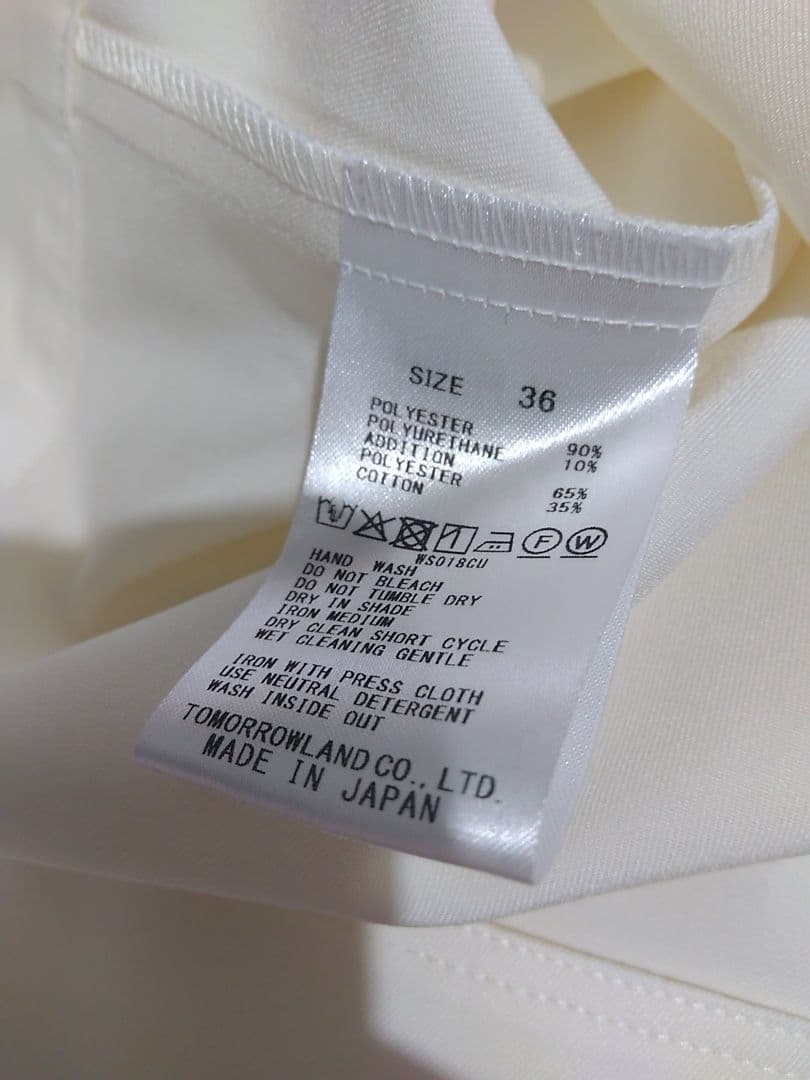 SIZE 36
POLYESTER 90%
POLYURETHANE 10%
ADDITION
POLYESTER 65%
COTTON 35%
F W
WS018CU
HAND WASH
DO NOT BLEACH
DO NOT TUMBLE DRY
DRY IN SHADE
IRON MEDIUM
DRY CLEAN SHORT CYCLE
WET CLEANING GENTLE
IRON WITH PRESS CLOTH
USE NEUTRAL DETERGENT
WASH INSIDE OUT
TOMORROWLAND CO., LTD.
MADE IN JAPAN